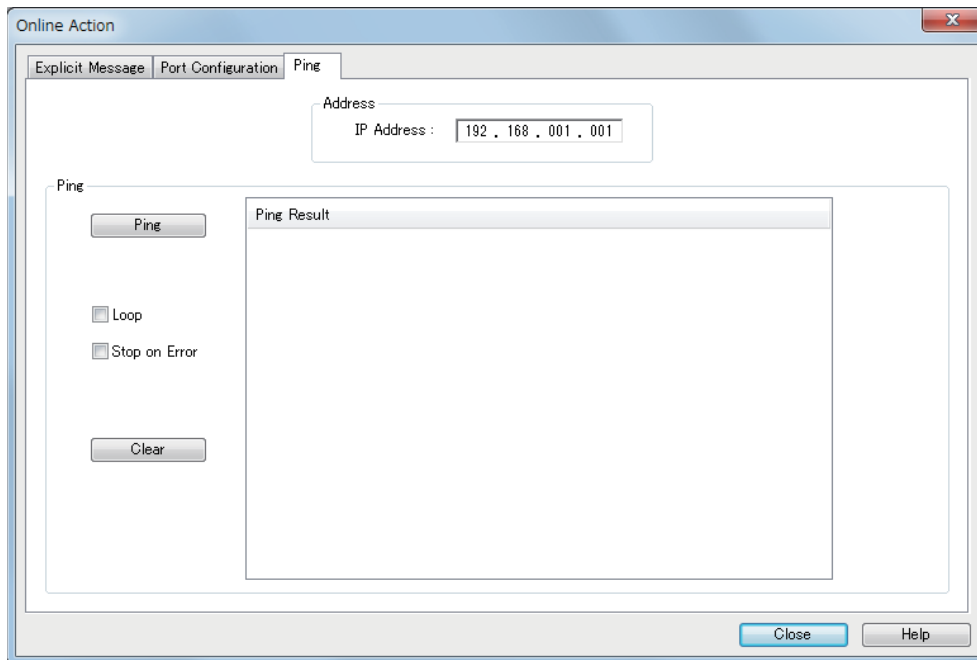 Online Action
Explicit Message
Port Configuration
Ping
Address
IP Address :
192 . 168 . 001 . 001
Ping
Ping
Ping Result
Loop
Stop on Error
Clear
Close
Help